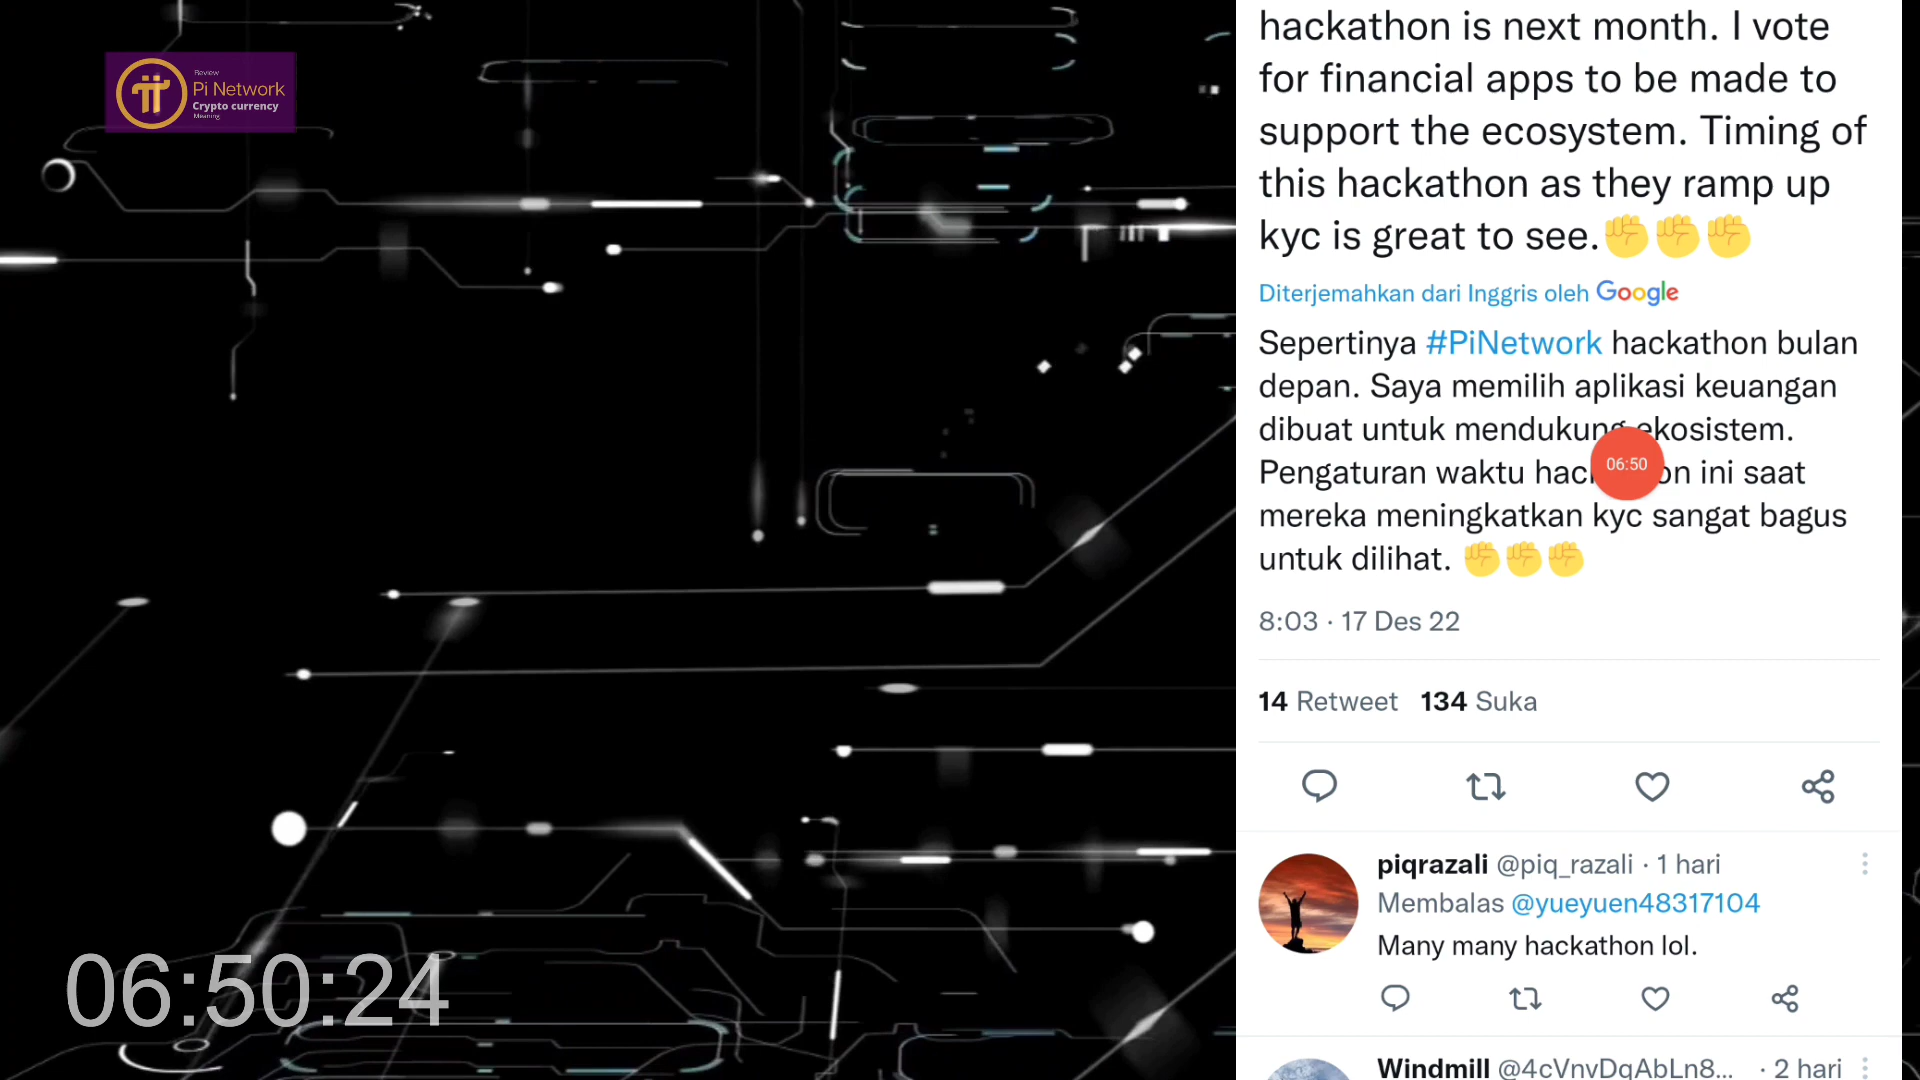 Review
Pi Network
Crypto currency
Meaning
06:50:24
hackathon is next month. I vote
for financial apps to be made to
support the ecosystem. Timing of
this hackathon as they ramp up
kyc is great to see.✊✊✊
Diterjemahkan dari Inggris oleh Google
Sepertinya #PiNetwork hackathon bulan
depan. Saya memilih aplikasi keuangan
dibuat untuk mendukung ekosistem.
Pengaturan waktu hackathon ini saat
06:50
mereka meningkatkan kyc sangat bagus
untuk dilihat. ✊✊✊
8:03 · 17 Des 22
14 Retweet 134 Suka
piqrazali @piq_razali · 1 hari
Membalas @yueyuen48317104
Many many hackathon lol.
Windmill @4cVnvDqAbLn8... · 2 hari